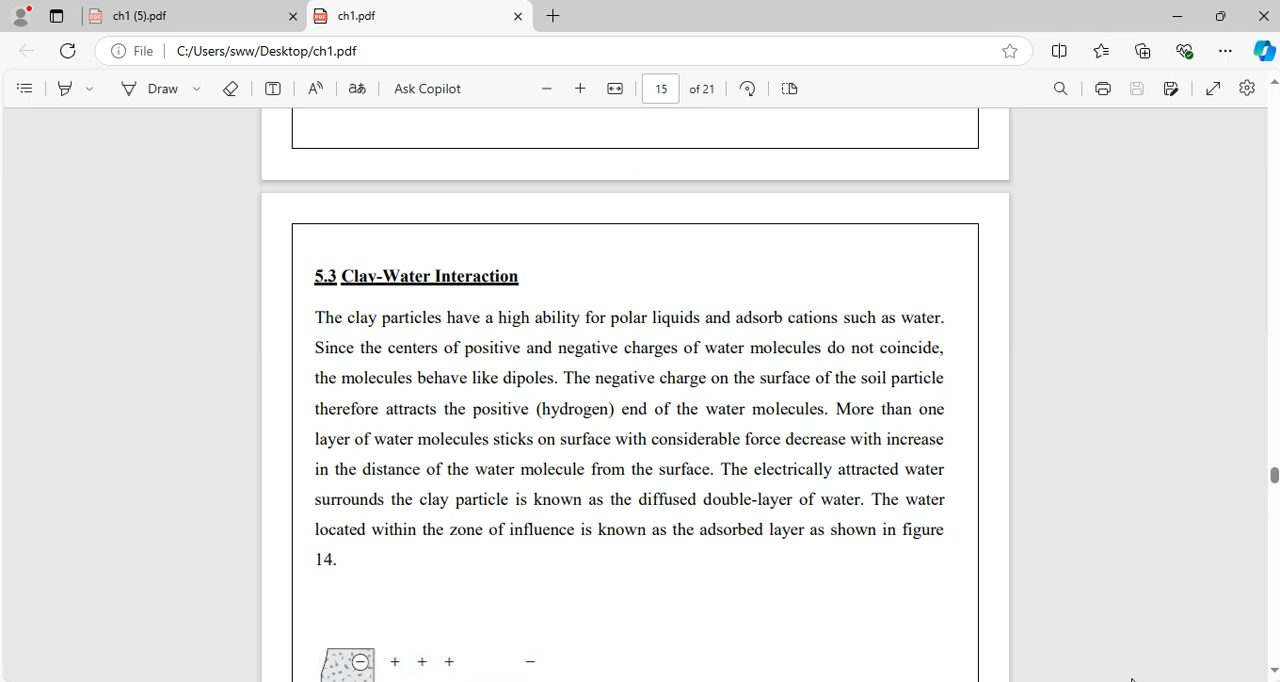 ch1 (5).pdf
ch1.pdf
File
C:/Users/sww/Desktop/ch1.pdf
Draw
Ask Copilot
15 of 21
5.3 Clay-Water Interaction
The clay particles have a high ability for polar liquids and adsorb cations such as water.
Since the centers of positive and negative charges of water molecules do not coincide,
the molecules behave like dipoles. The negative charge on the surface of the soil particle
therefore attracts the positive (hydrogen) end of the water molecules. More than one
layer of water molecules sticks on surface with considerable force decrease with increase
in the distance of the water molecule from the surface. The electrically attracted water
surrounds the clay particle is known as the diffused double-layer of water. The water
located within the zone of influence is known as the adsorbed layer as shown in figure
14.
− + + + −